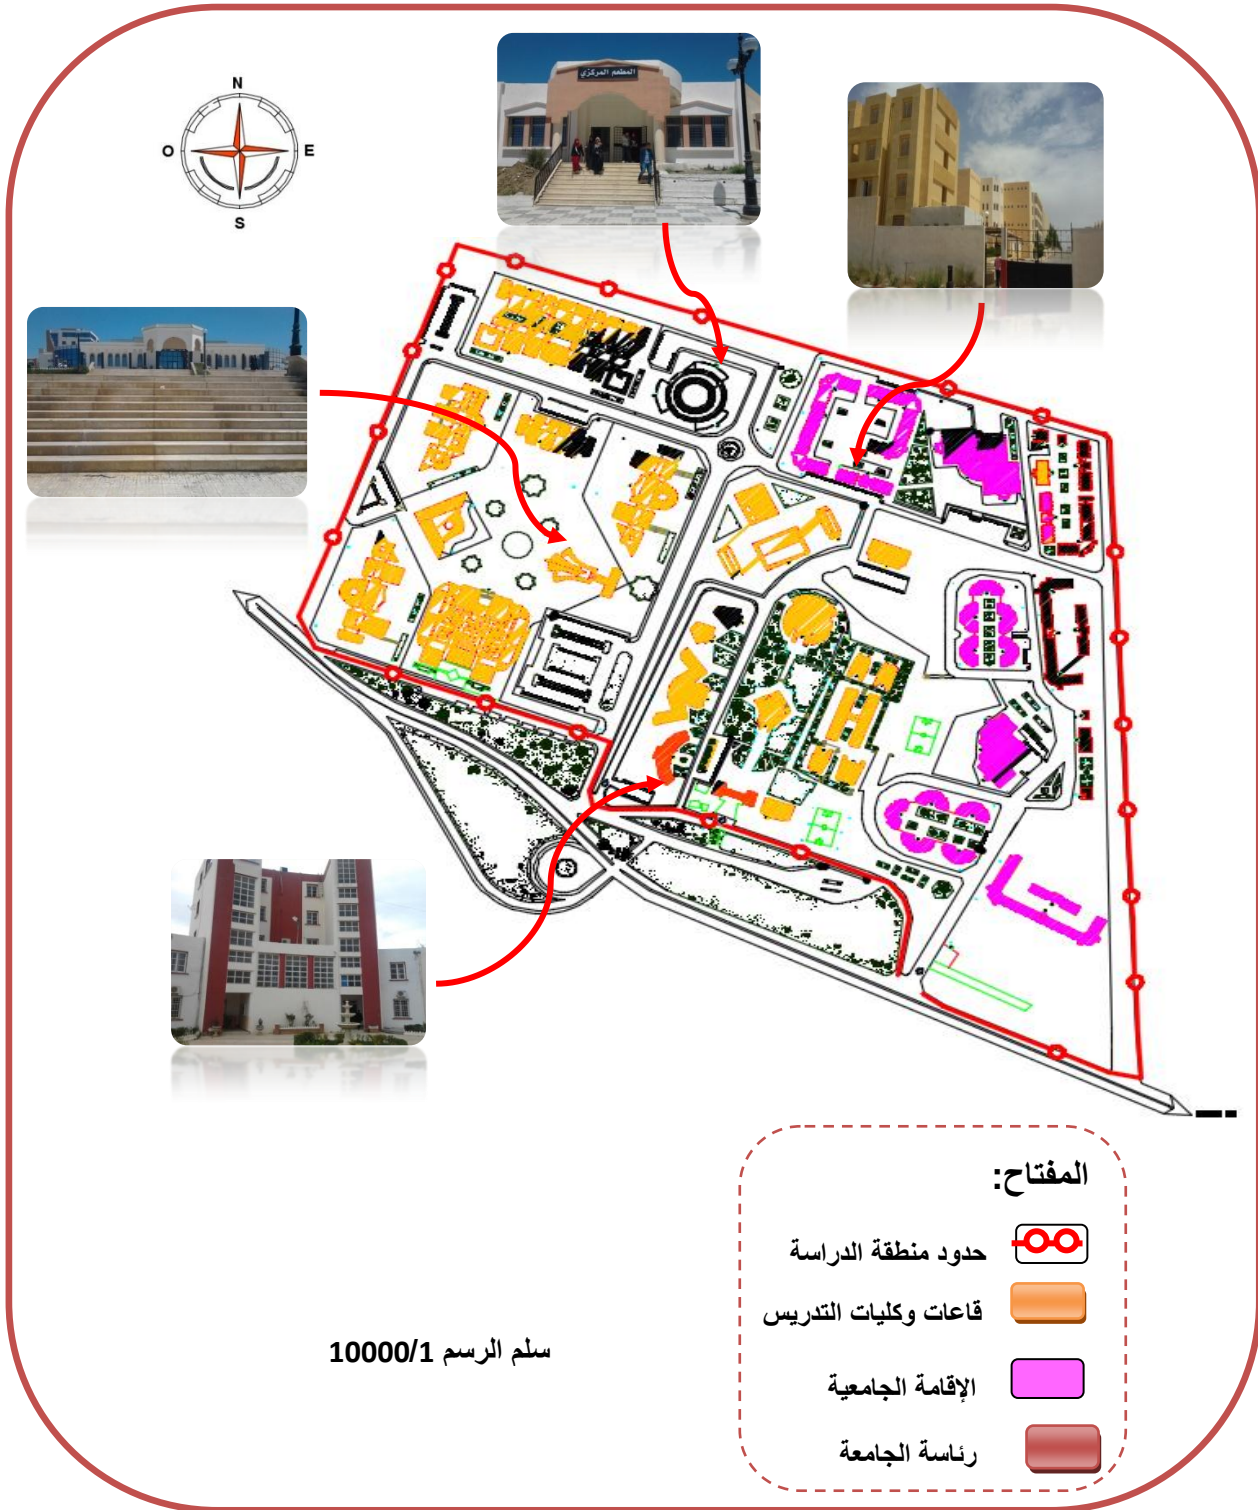 المطعم المركزي
N
O
E
S
المفتاح:
حدود منطقة الدراسة
قاعات وكليات التدريس
الإقامة الجامعية
رئاسة الجامعة
سلم الرسم 10000/1